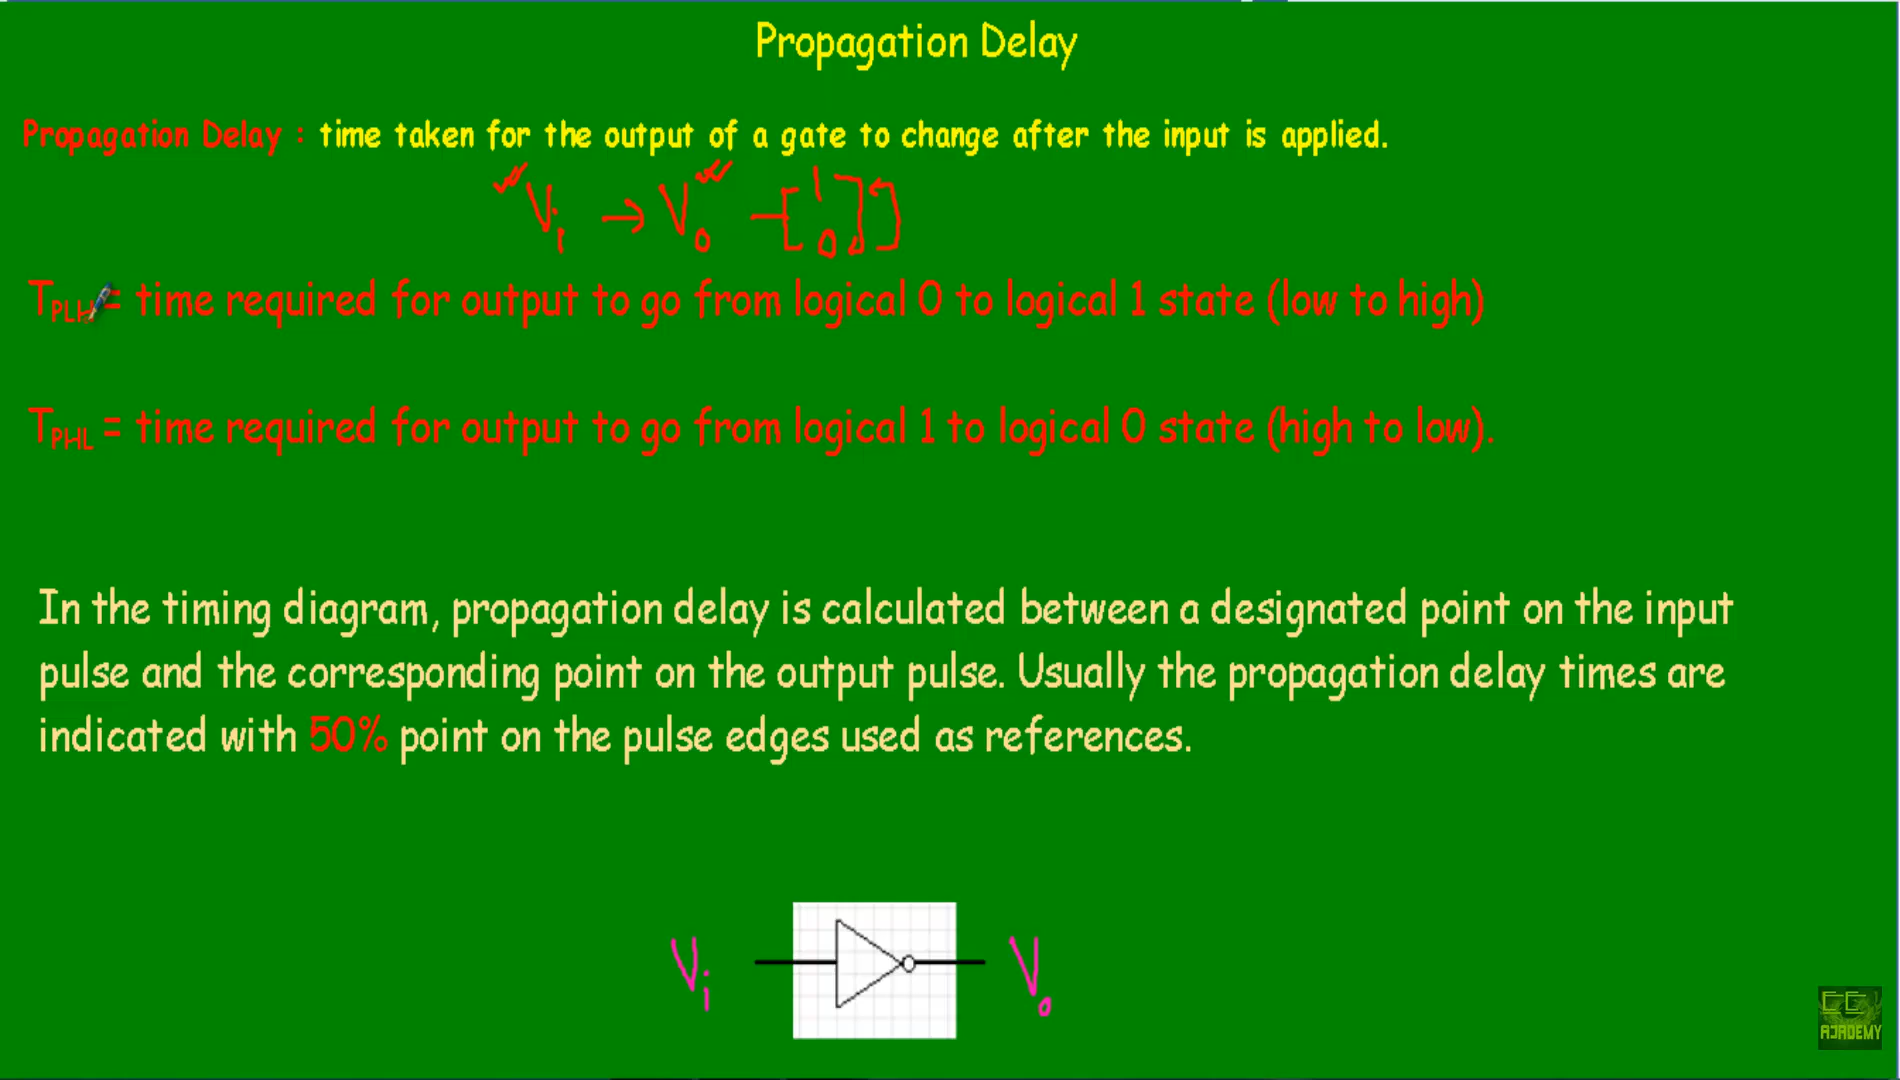 Propagation Delay
Propagation Delay : time taken for the output of a gate to change after the input is applied.
Vi → Vo [1 0]
TPLH = time required for output to go from logical 0 to logical 1 state (low to high)
TPHL = time required for output to go from logical 1 to logical 0 state (high to low).
In the timing diagram, propagation delay is calculated between a designated point on the input
pulse and the corresponding point on the output pulse. Usually the propagation delay times are
indicated with 50% point on the pulse edges used as references.
Vi Vo
EE
ACADEMY